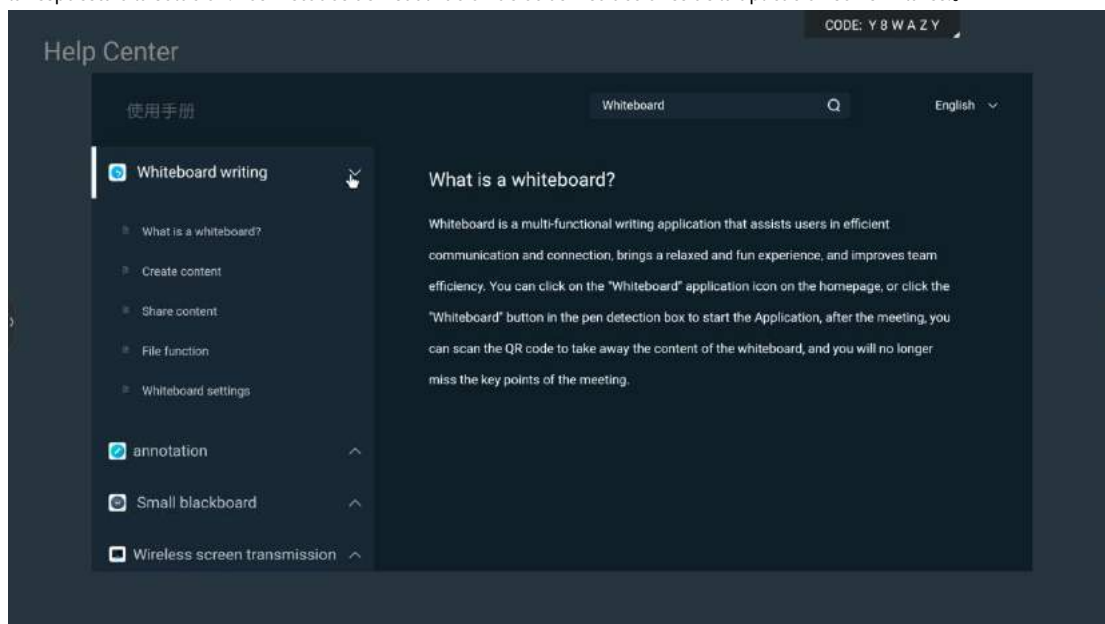 CODE: Y8WAZY
Help Center
使用手册
Whiteboard
English
Whiteboard writing
What is a whiteboard?
Create content
Share content
File function
Whiteboard settings
annotation
Small blackboard
Wireless screen transmission
What is a whiteboard?
Whiteboard is a multi-functional writing application that assists users in efficient
communication and connection, brings a relaxed and fun experience, and improves team
efficiency. You can click on the "Whiteboard" application icon on the homepage, or click the
"Whiteboard" button in the pen detection box to start the Application, after the meeting, you
can scan the QR code to take away the content of the whiteboard, and you will no longer
miss the key points of the meeting.